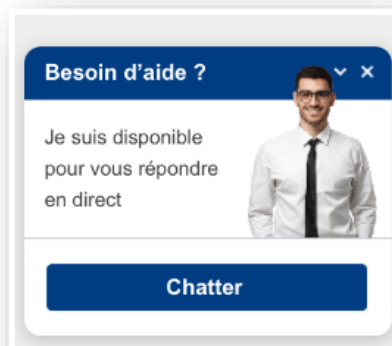 Besoin d'aide ?
Je suis disponible
pour vous répondre
en direct
Chatter